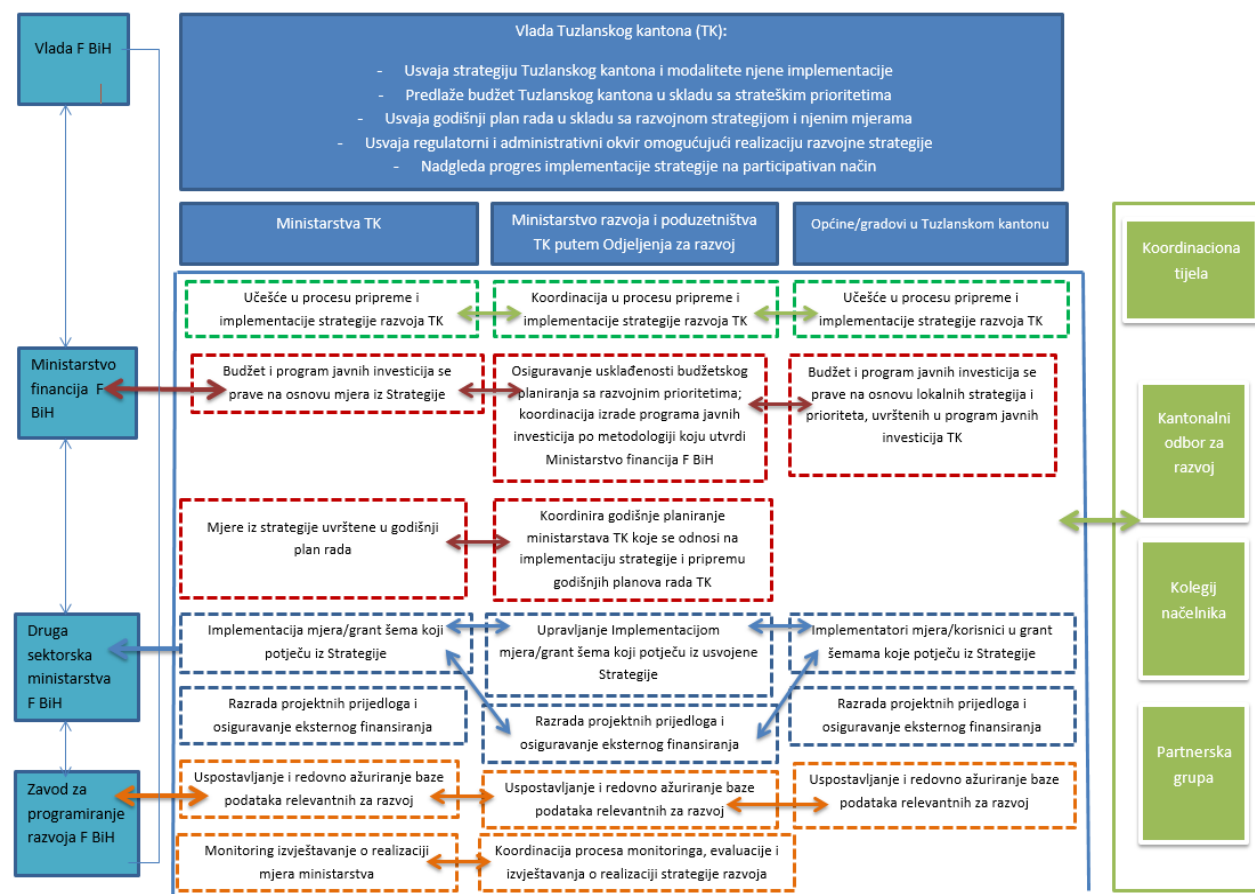 Vlada F BiH
Vlada Tuzlanskog kantona (TK):
- Usvaja strategiju Tuzlanskog kantona i modalitete njene implementacije
- Predlaže budžet Tuzlanskog kantona u skladu sa strateškim prioritetima
- Usvaja godišnji plan rada u skladu sa razvojnom strategijom i njenim mjerama
- Usvaja regulatorni i administrativni okvir omogućujući realizaciju razvojne strategije
- Nadgleda progres implementacije strategije na participativan način
Ministarstva TK
Ministarstvo razvoja i poduzetništva
TK putem Odjeljenja za razvoj
Općine/gradovi u Tuzlanskom kantonu
Učešće u procesu pripreme i
implementacije strategije razvoja TK
Koordinacija u procesu pripreme i
implementacije strategije razvoja TK
Učešće u procesu pripreme i
implementacije strategije razvoja TK
Ministarstvo
financija F
BiH
Budžet i program javnih investicija se
prave na osnovu mjera iz Strategije
Osiguravanje usklađenosti budžetskog
planiranja sa razvojnim prioritetima;
koordinacija izrade programa javnih
investicija po metodologiji koju utvrdi
Ministarstvo financija F BiH
Budžet i program javnih investicija se
prave na osnovu lokalnih strategija i
prioriteta, uvrštenih u program javnih
investicija TK
Mjere iz strategije uvrštene u godišnji
plan rada
Koordinira godišnje planiranje
ministarstava TK koje se odnosi na
implementaciju strategije i pripremu
godišnjih planova rada TK
Druga
sektorska
ministarstva
F BiH
Implementacija mjera/grant šema koji
potječu iz Strategije
Upravljanje Implementacijom
mjera/grant šema koji potječu iz usvojene
Strategije
Implementatori mjera/korisnici u grant
šemama koje potječu iz Strategije
Razrada projektnih prijedloga i
osiguravanje eksternog finansiranja
Razrada projektnih prijedloga i
osiguravanje eksternog finansiranja
Razrada projektnih prijedloga i
osiguravanje eksternog finansiranja
Zavod za
programiranje
razvoja F BiH
Uspostavljanje i redovno ažuriranje baze
podataka relevantnih za razvoj
Uspostavljanje i redovno ažuriranje baze
podataka relevantnih za razvoj
Uspostavljanje i redovno ažuriranje baze
podataka relevantnih za razvoj
Monitoring izvještavanje o realizaciji
mjera ministarstva
Koordinacija procesa monitoringa, evaluacije i
izvještavanja o realizaciji strategije razvoja
Koordinaciona
tijela
Kantonalni
odbor za
razvoj
Kolegij
načelnika
Partnerska
grupa